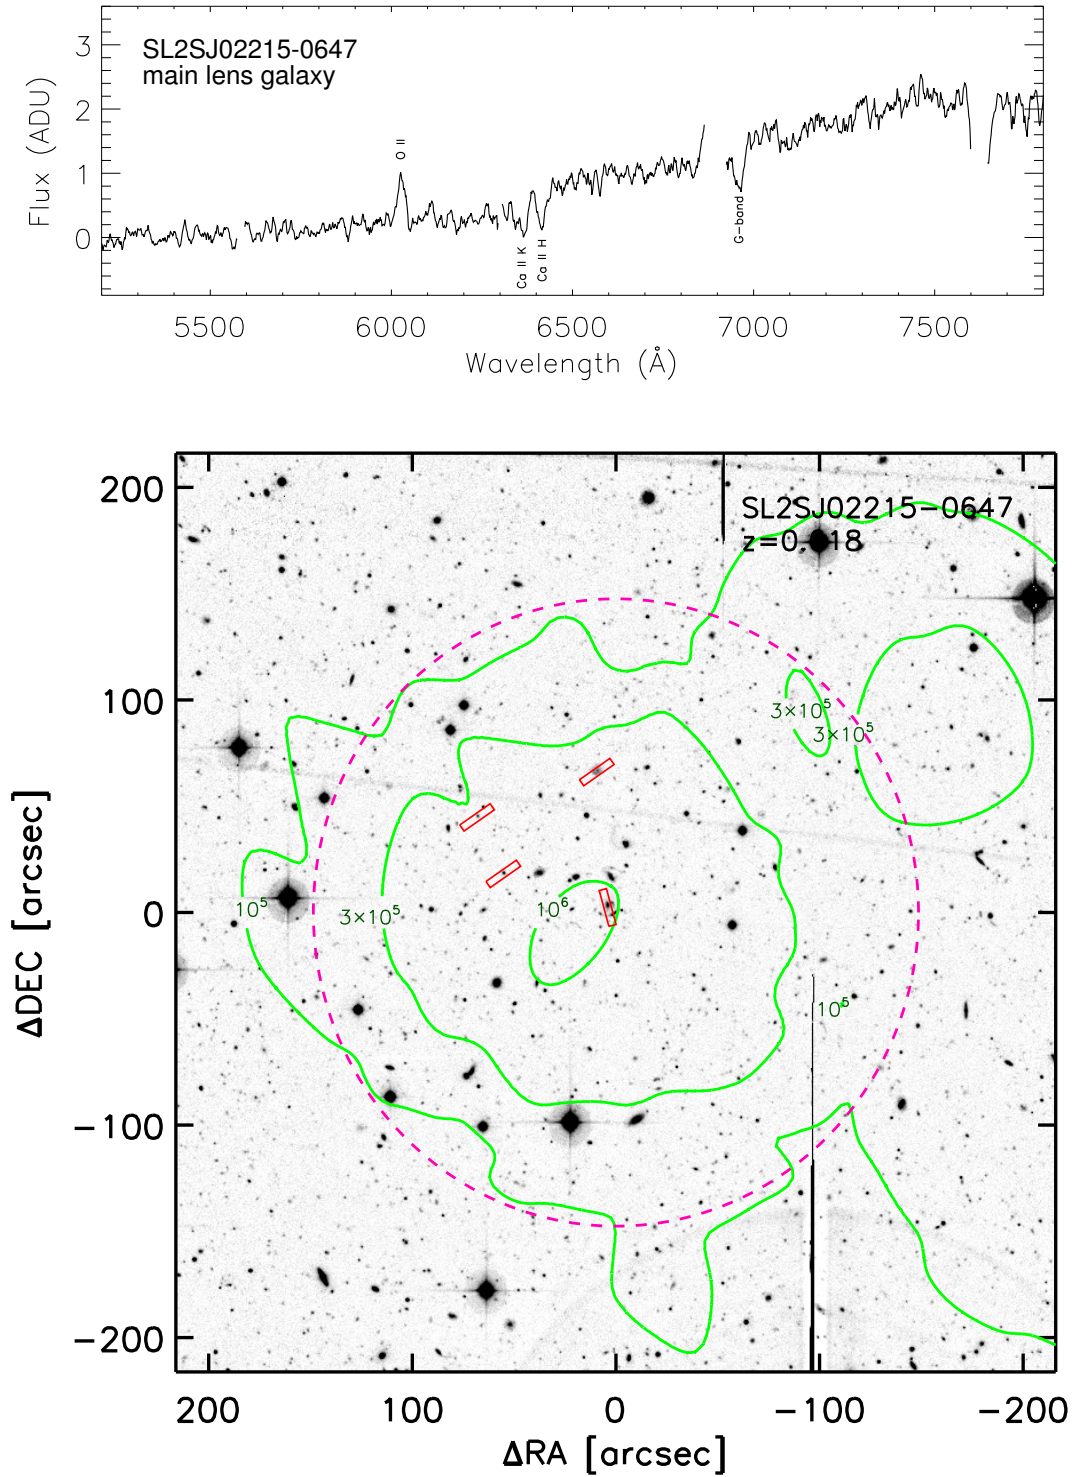 SL2SJ02215-0647
main lens galaxy
3
2
1
0
Flux (ADU)
O II
Ca II K
Ca II H
G-band
5500 6000 6500 7000 7500
Wavelength (Å)
SL2SJ02215-0647
200
100
0
-100
-200
ΔDEC [arcsec]
3×10⁵
3×10⁵
10⁵
3×10⁵
10⁶
10⁵
200 100 0 -100 -200
ΔRA [arcsec]